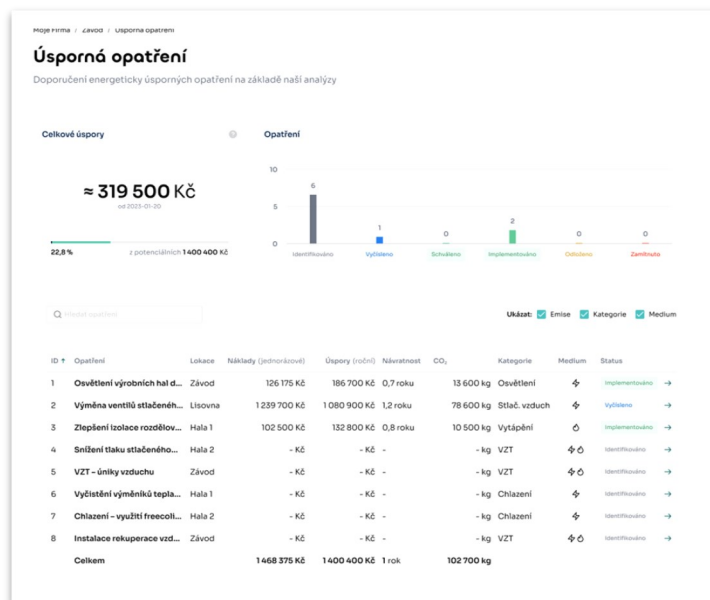 Moje Firma / Závod / Úsporná opatření
Úsporná opatření
Doporučení energeticky úsporných opatření na základě naší analýzy
Celkové úspory
?
≈ 319 500 Kč
od 2023-01-20
22,8 %
z potenciálních 1 400 400 Kč
Opatření
10
5
0
6
1
0
2
0
0
Identifikováno
Vyčísleno
Schváleno
Implementováno
Odloženo
Zamítnuto
Hledat opatření
Ukázat: Emise Kategorie Medium
ID ↑ Opatření Lokace Náklady (jednorázové) Úspory (roční) Návratnost CO₂ Kategorie Medium Status
1 Osvětlení výrobních hal d... Závod 126 175 Kč 186 700 Kč 0,7 roku 13 600 kg Osvětlení Implementováno →
2 Výměna ventilů stlačenéh... Lisovna 1 239 700 Kč 1 080 900 Kč 1,2 roku 78 600 kg Stlač. vzduch Vyčísleno →
3 Zlepšení izolace rozdělov... Hala 1 102 500 Kč 132 800 Kč 0,8 roku 10 500 kg Vytápění Implementováno →
4 Snížení tlaku stlačeného... Hala 2 - Kč - Kč - - kg VZT Identifikováno →
5 VZT – úniky vzduchu Závod - Kč - Kč - - kg VZT Identifikováno →
6 Vyčistění výměníků tepla... Hala 1 - Kč - Kč - - kg Chlazení Identifikováno →
7 Chlazení – využití freecoli... Hala 2 - Kč - Kč - - kg Chlazení Identifikováno →
8 Instalace rekuperace vzd... Závod - Kč - Kč - - kg VZT Identifikováno →
Celkem 1 468 375 Kč 1 400 400 Kč 1 rok 102 700 kg